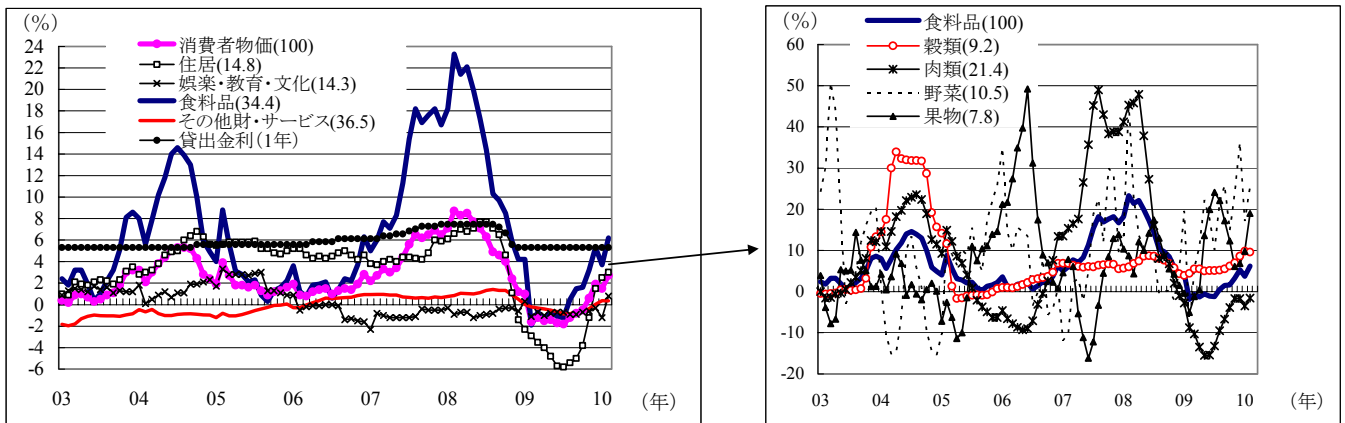 (%)
24
22
20
18
16
14
12
10
8
6
4
2
0
-2
-4
-6
消費者物価(100)
住居(14.8)
娯楽・教育・文化(14.3)
食料品(34.4)
その他財・サービス(36.5)
貸出金利(1年)
03 04 05 06 07 08 09 10 (年)
(%)
60
50
40
30
20
10
0
-10
-20
食料品(100)
穀類(9.2)
肉類(21.4)
野菜(10.5)
果物(7.8)
03 04 05 06 07 08 09 10 (年)